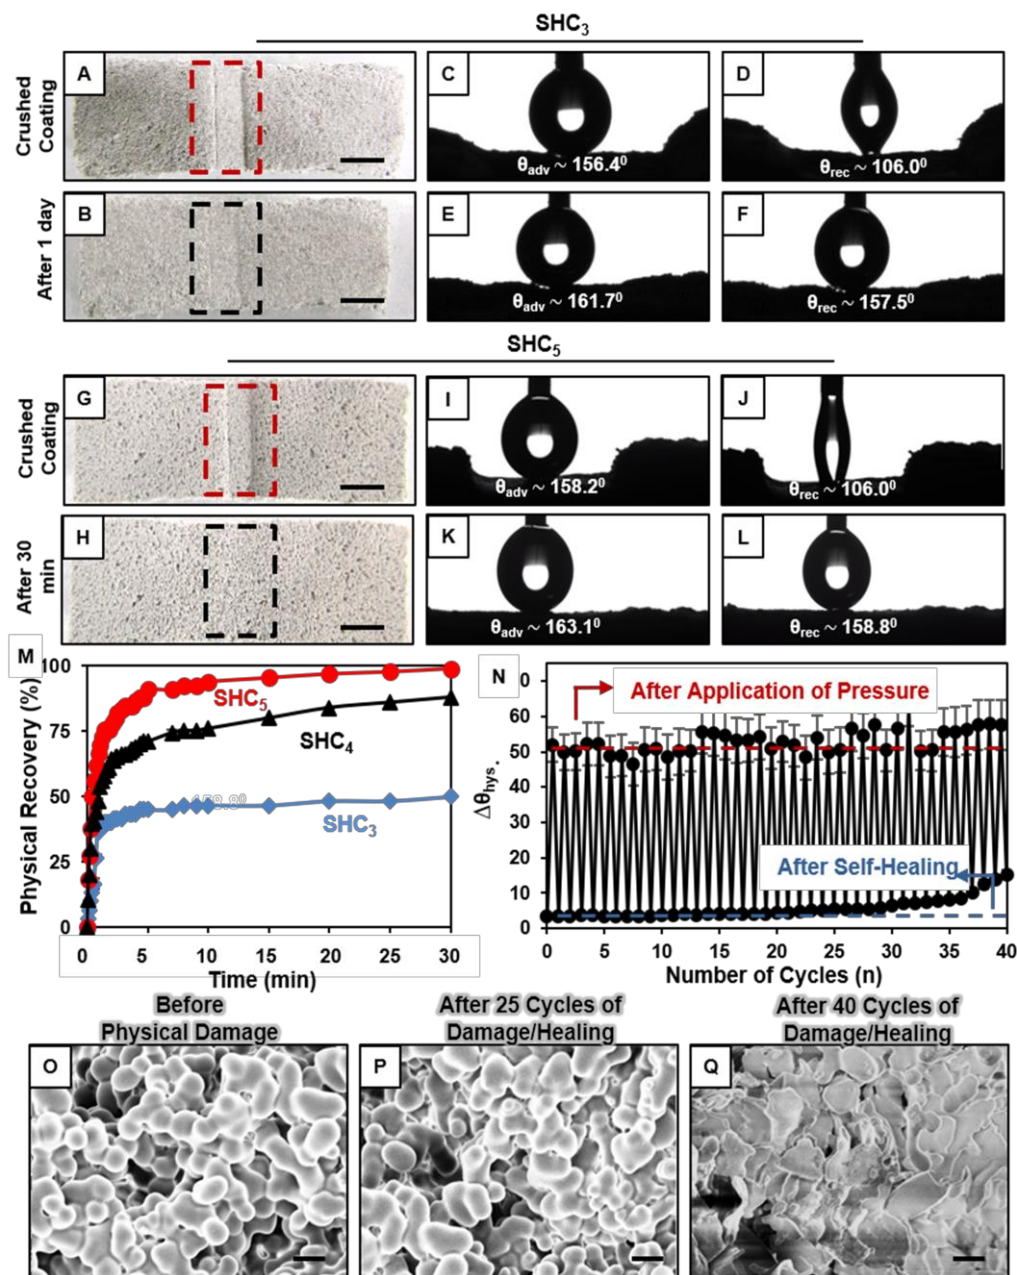 SHC₃
Crushed Coating
A
C
θadv ~ 156.4⁰
D
θrec ~ 106.0⁰
After 1 day
B
E
θadv ~ 161.7⁰
F
θrec ~ 157.5⁰
SHC₅
Crushed Coating
G
I
θadv ~ 158.2⁰
J
θrec ~ 106.0⁰
After 30 min
H
K
θadv ~ 163.1⁰
L
θrec ~ 158.8⁰
M
Physical Recovery (%)
100
75
50
25
0
SHC₅
SHC₄
158.8⁰
SHC₃
0 5 10 15 20 25 30
Time (min)
N
Δθhys.
60
50
40
30
20
10
0
After Application of Pressure
After Self-Healing
0 5 10 15 20 25 30 35 40
Number of Cycles (n)
Before
Physical Damage
After 25 Cycles of
Damage/Healing
After 40 Cycles of
Damage/Healing
O
P
Q